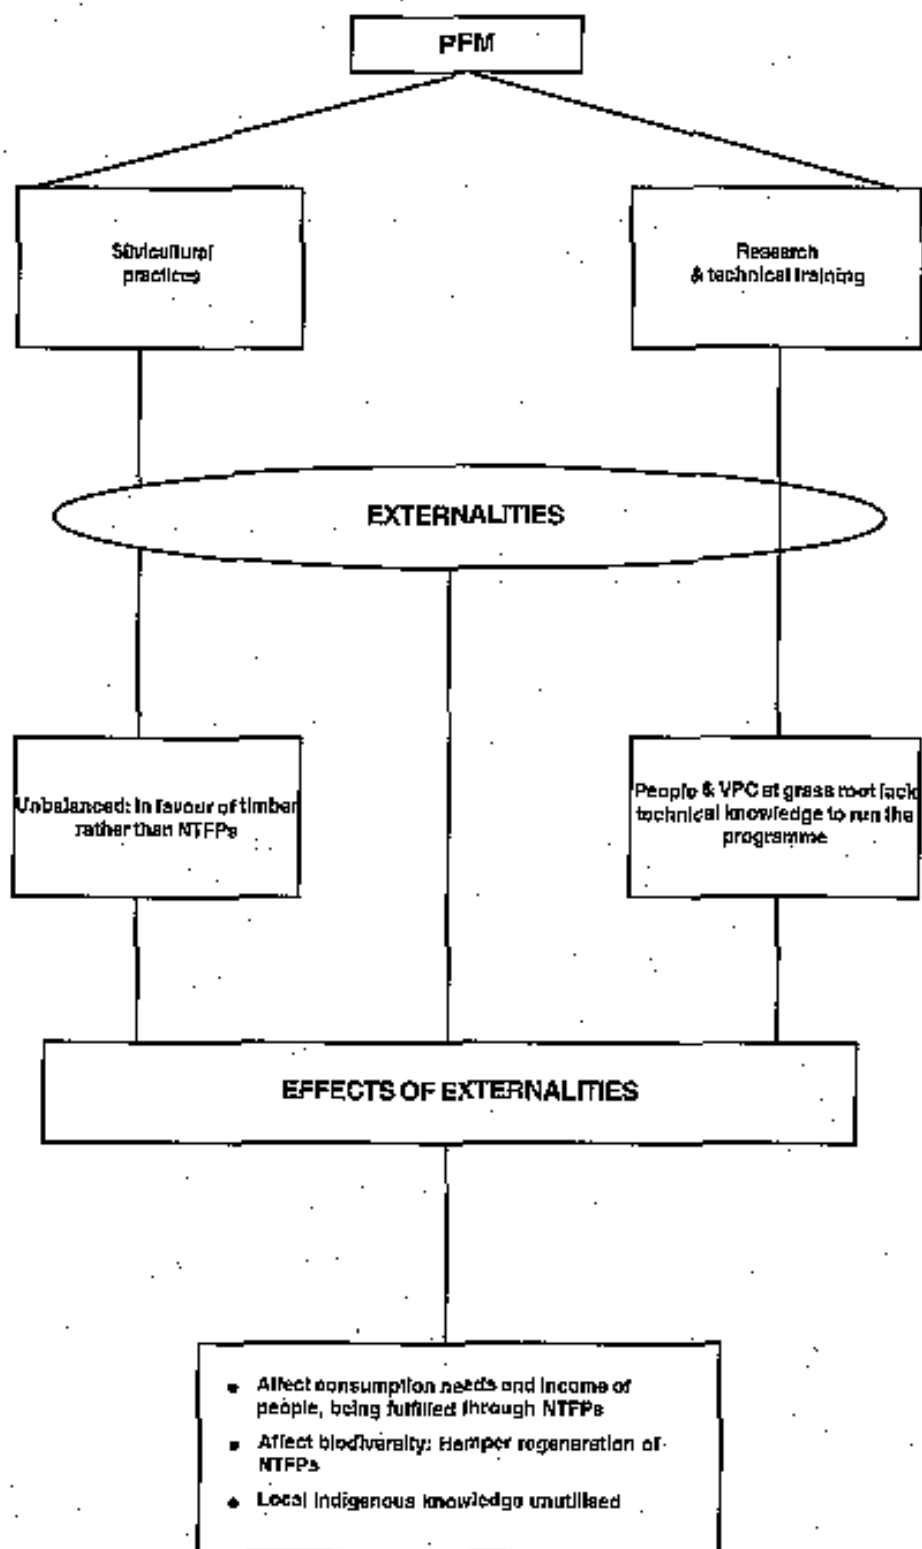 PFM
Silvicultural
practices
Research
& technical training
EXTERNALITIES
Unbalanced: in favour of timber
rather than NTFPs
People & VPC at grass root lack
technical knowledge to run the
programme
EFFECTS OF EXTERNALITIES
• Affect consumption needs and income of
people, being fulfilled through NTFPs
• Affect biodiversity: Hamper regeneration of
NTFPs
• Local indigenous knowledge unutilised